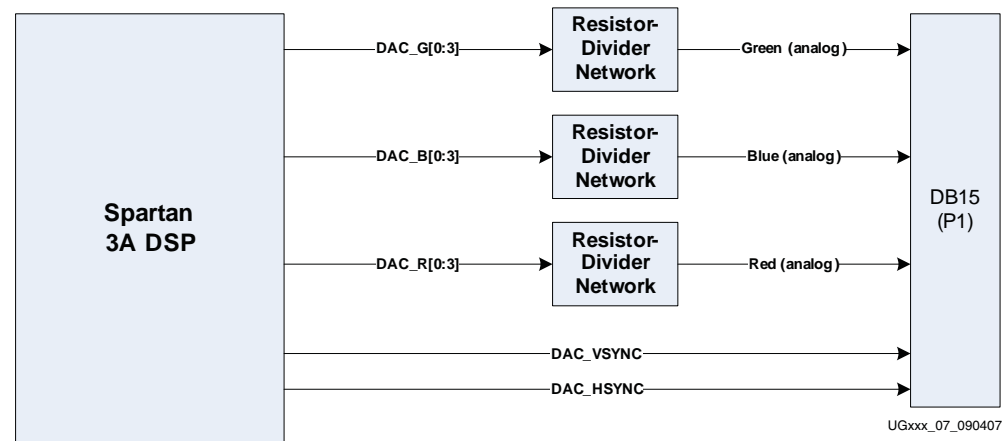 Spartan
3A DSP
DAC_G[0:3]
Resistor-
Divider
Network
Green (analog)
DAC_B[0:3]
Resistor-
Divider
Network
Blue (analog)
DAC_R[0:3]
Resistor-
Divider
Network
Red (analog)
DAC_VSYNC
DAC_HSYNC
DB15
(P1)
UGxxx_07_090407